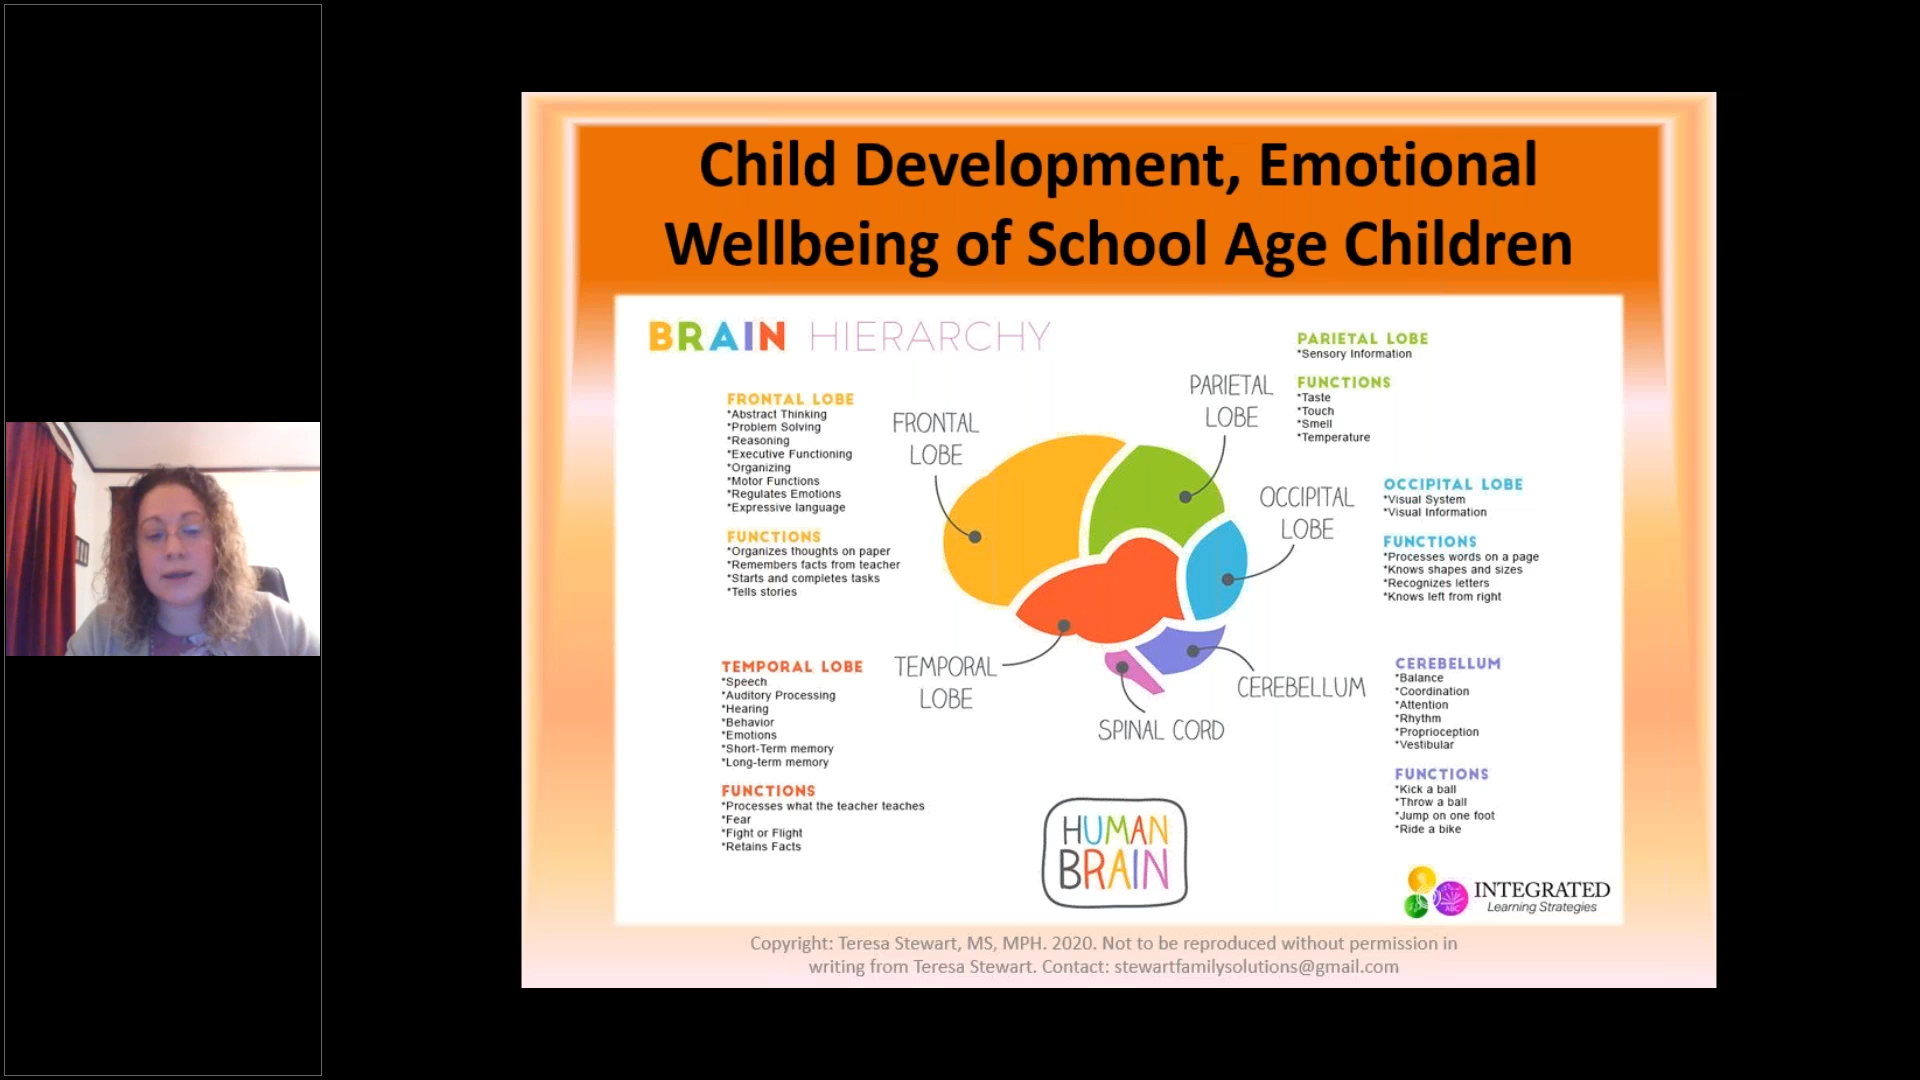 Child Development, Emotional
Wellbeing of School Age Children
BRAIN HIERARCHY
FRONTAL LOBE
*Abstract Thinking
*Problem Solving
*Reasoning
*Executive Functioning
*Organizing
*Motor Functions
*Regulates Emotions
*Expressive language
FUNCTIONS
*Organizes thoughts on paper
*Remembers facts from teacher
*Starts and completes tasks
*Tells stories
TEMPORAL LOBE
*Speech
*Auditory Processing
*Hearing
*Behavior
*Emotions
*Short-Term memory
*Long-term memory
FUNCTIONS
*Processes what the teacher teaches
*Fear
*Fight or Flight
*Retains Facts
FRONTAL
LOBE
PARIETAL
LOBE
OCCIPITAL
LOBE
TEMPORAL
LOBE
CEREBELLUM
SPINAL CORD
HUMAN
BRAIN
PARIETAL LOBE
*Sensory Information
FUNCTIONS
*Taste
*Touch
*Smell
*Temperature
OCCIPITAL LOBE
*Visual System
*Visual Information
FUNCTIONS
*Processes words on a page
*Knows shapes and sizes
*Recognizes letters
*Knows left from right
CEREBELLUM
*Balance
*Coordination
*Attention
*Rhythm
*Proprioception
*Vestibular
FUNCTIONS
*Kick a ball
*Throw a ball
*Jump on one foot
*Ride a bike
ABC
INTEGRATED
Learning Strategies
Copyright: Teresa Stewart, MS, MPH. 2020. Not to be reproduced without permission in
writing from Teresa Stewart. Contact: stewartfamilysolutions@gmail.com